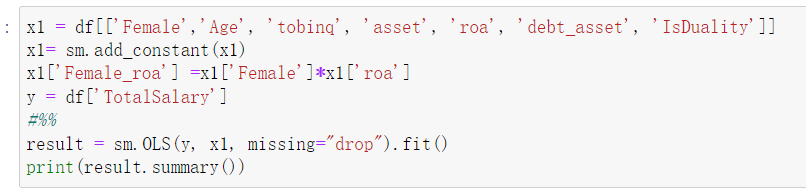 : x1 = df[['Female','Age', 'tobinq', 'asset', 'roa', 'debt_asset', 'IsDuality']]
x1= sm.add_constant(x1)
x1['Female_roa'] =x1['Female']*x1['roa']
y = df['TotalSalary']
#%%
result = sm.OLS(y, x1, missing="drop").fit()
print(result.summary())